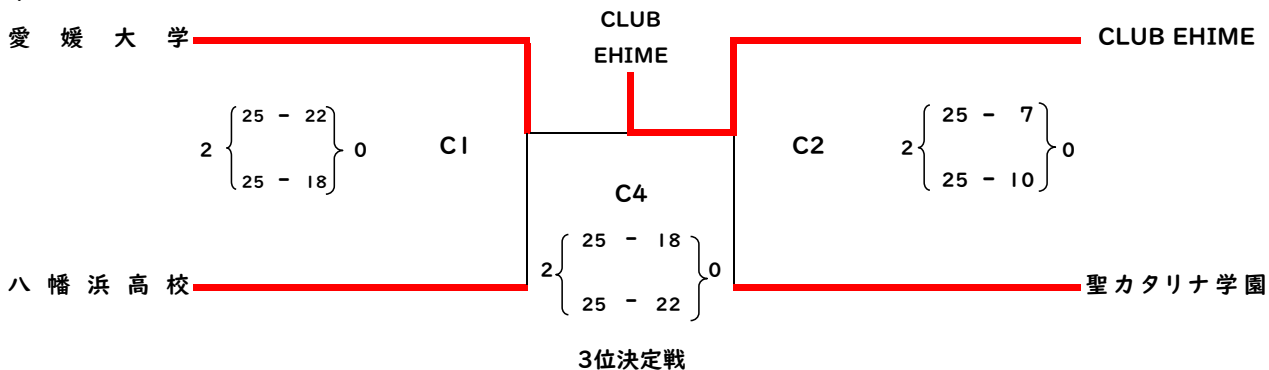 CLUB
EHIME
愛媛大学
CLUB EHIME
25 - 22
2 0
25 - 18
C1
C2
25 - 7
2 0
25 - 10
C4
25 - 18
2 0
25 - 22
八幡浜高校
聖カタリナ学園
3位決定戦